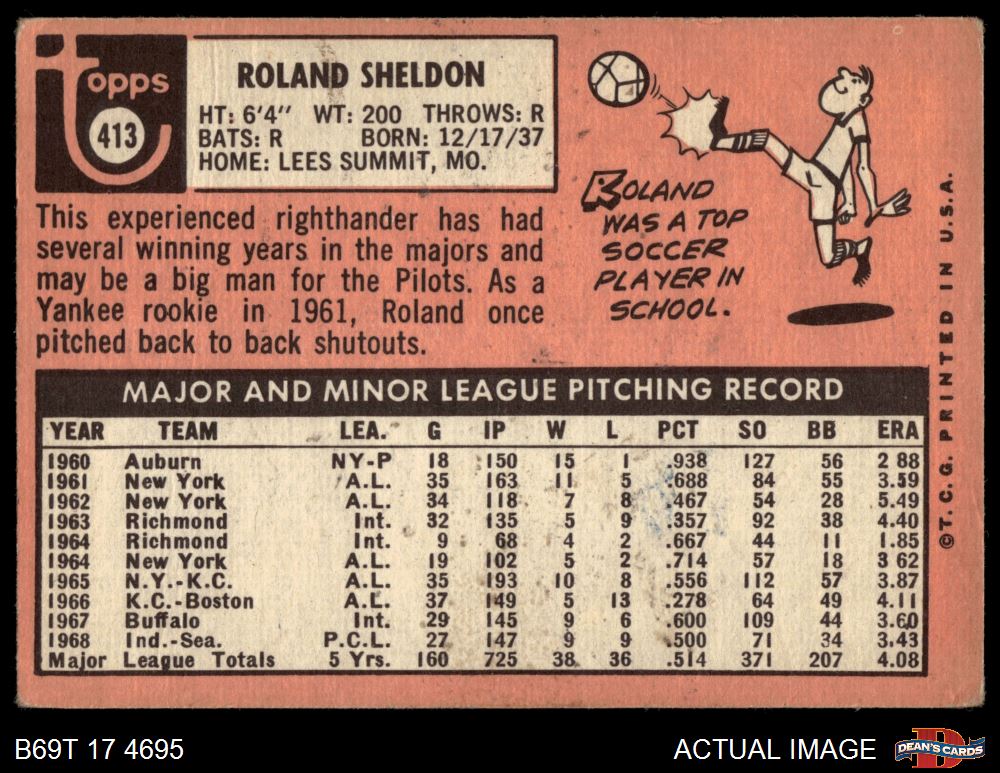 topps
413
ROLAND SHELDON
HT: 6'4" WT: 200 THROWS: R
BATS: R BORN: 12/17/37
HOME: LEES SUMMIT, MO.
This experienced righthander has had
several winning years in the majors and
may be a big man for the Pilots. As a
Yankee rookie in 1961, Roland once
pitched back to back shutouts.
ROLAND
WAS A TOP
SOCCER
PLAYER IN
SCHOOL.
©T.C.G. PRINTED IN U.S.A.
MAJOR AND MINOR LEAGUE PITCHING RECORD
YEAR TEAM LEA. G IP W L PCT SO BB ERA
1960 Auburn NY-P 18 150 15 1 .938 127 56 2 88
1961 New York A.L. 35 163 11 5 .688 84 55 3.59
1962 New York A.L. 34 118 7 8 .467 54 28 5.49
1963 Richmond Int. 32 135 5 9 .357 92 38 4.40
1964 Richmond Int. 9 68 4 2 .667 44 11 1.85
1964 New York A.L. 19 102 5 2 .714 57 18 3 62
1965 N.Y.-K.C. A.L. 35 193 10 8 .556 112 57 3.87
1966 K.C.-Boston A.L. 37 149 5 13 .278 64 49 4.11
1967 Buffalo Int. 29 145 9 6 .600 109 44 3.60
1968 Ind.-Sea. P.C.L. 27 147 9 9 .500 71 34 3.43
Major League Totals 5 Yrs. 160 725 38 36 .514 371 207 4.08
B69T 17 4695
ACTUAL IMAGE
D
DEAN'S CARDS